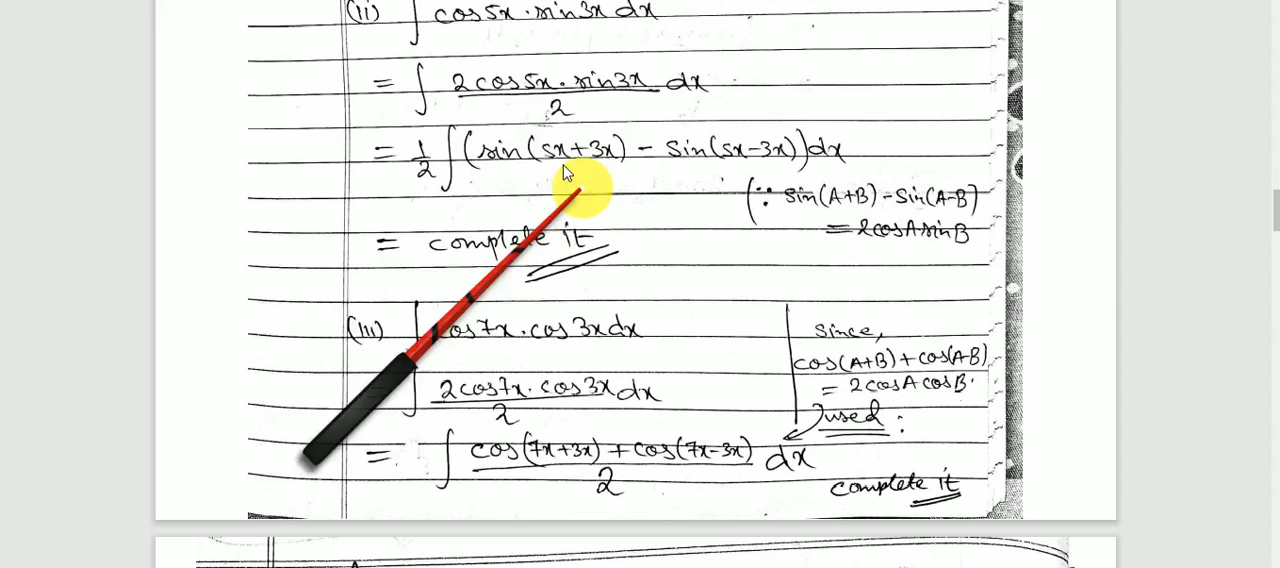 (ii) ∫ cos5x · sin3x dx
= ∫ 2cos5x · sin3x / 2 dx
= 1/2 ∫ (sin(5x+3x) - sin(5x-3x)) dx
(∵ sin(A+B) - sin(A-B)
= 2cosA sinB
= complete it
(iii) ∫ cos7x · cos3x dx
= ∫ 2cos7x · cos3x / 2 dx
= ∫ cos(7x+3x) + cos(7x-3x) / 2 dx
Since,
cos(A+B) + cos(A-B)
= 2cosA cosB.
used :
complete it